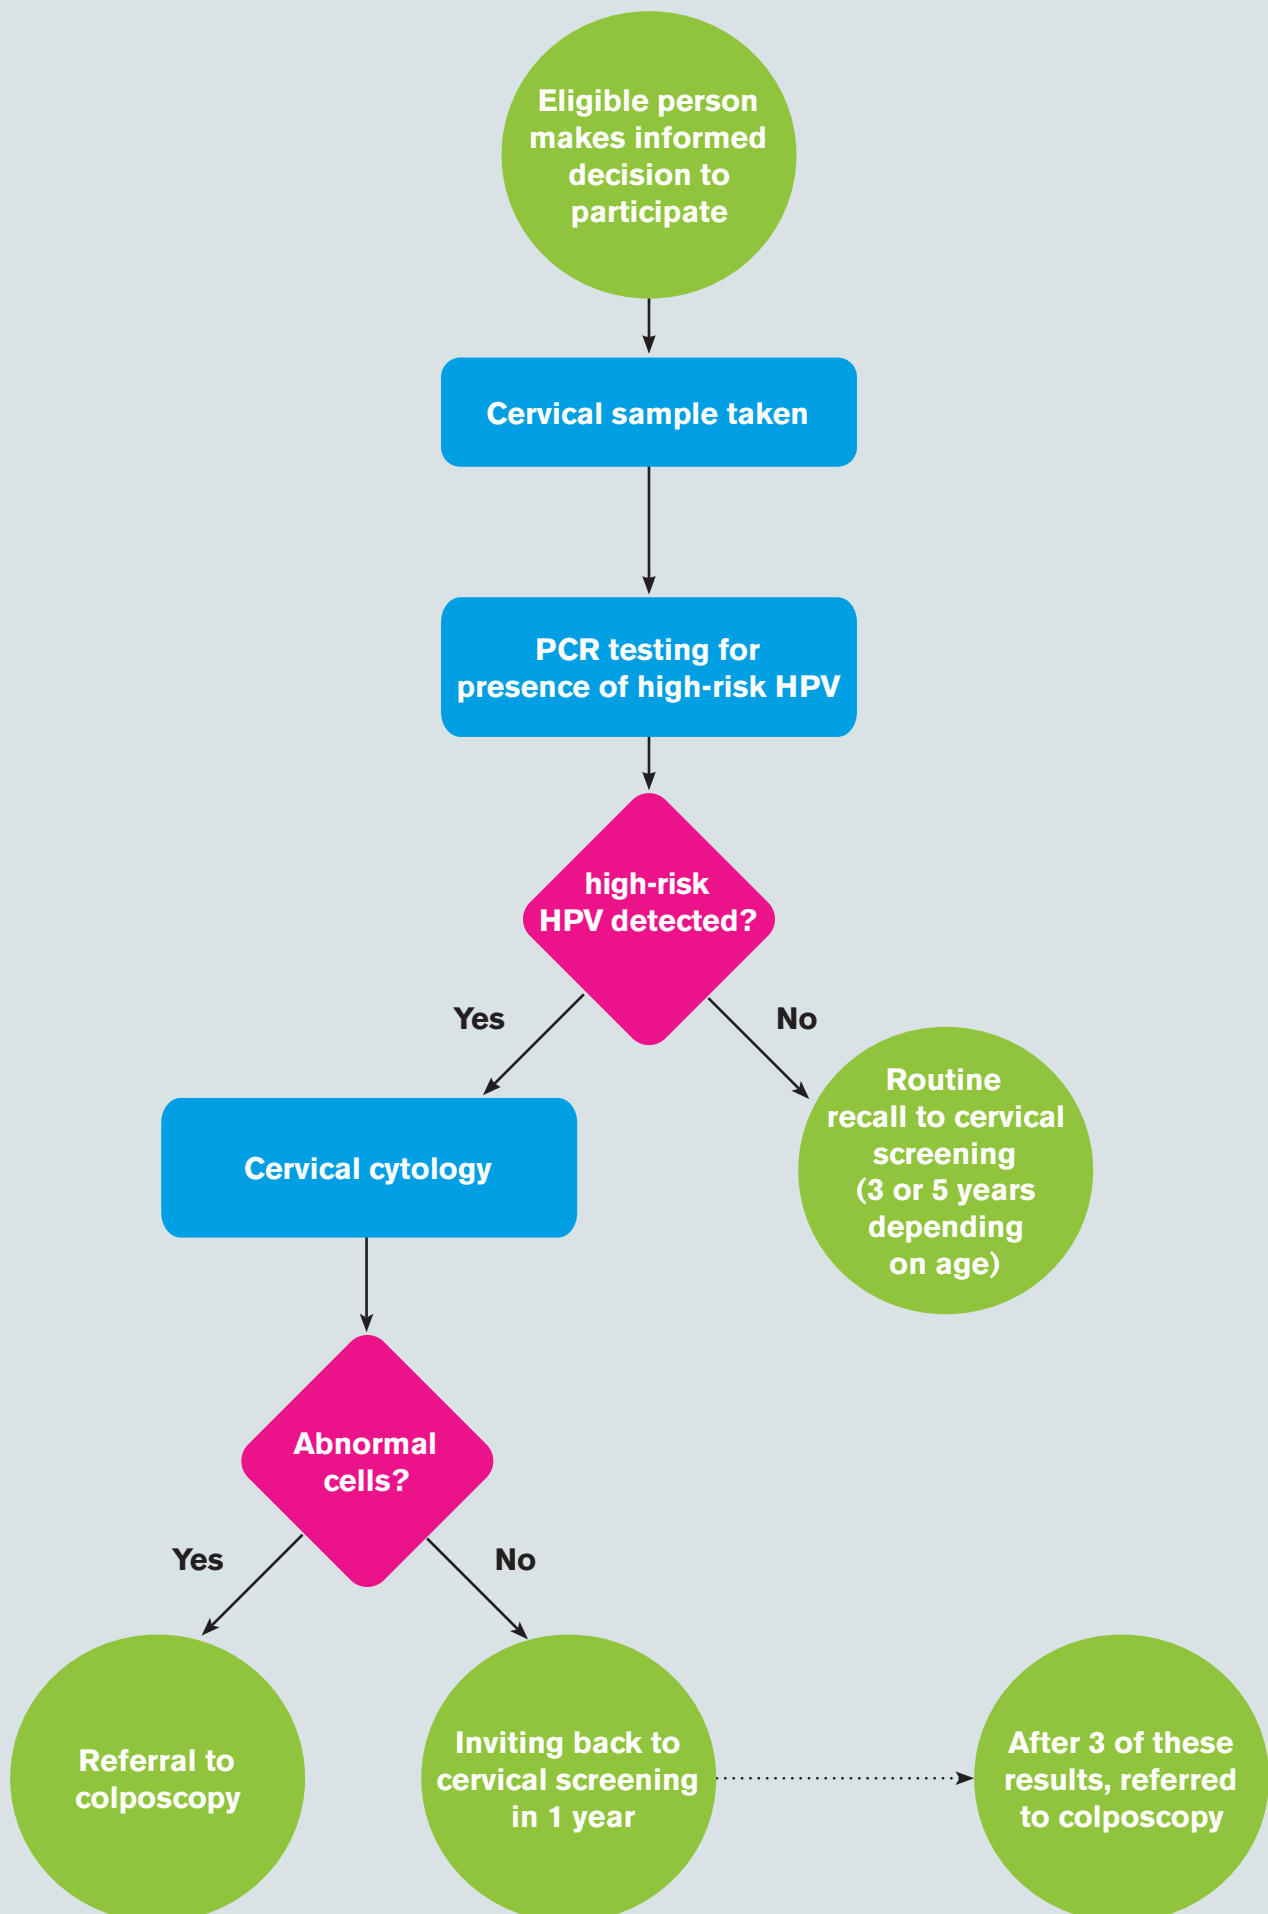 Eligible person
makes informed
decision to
participate
Cervical sample taken
PCR testing for
presence of high-risk HPV
high-risk
HPV detected?
Yes
No
Routine
recall to cervical
screening
(3 or 5 years
depending
on age)
Cervical cytology
Abnormal
cells?
Yes
No
Referral to
colposcopy
Inviting back to
cervical screening
in 1 year
After 3 of these
results, referred
to colposcopy